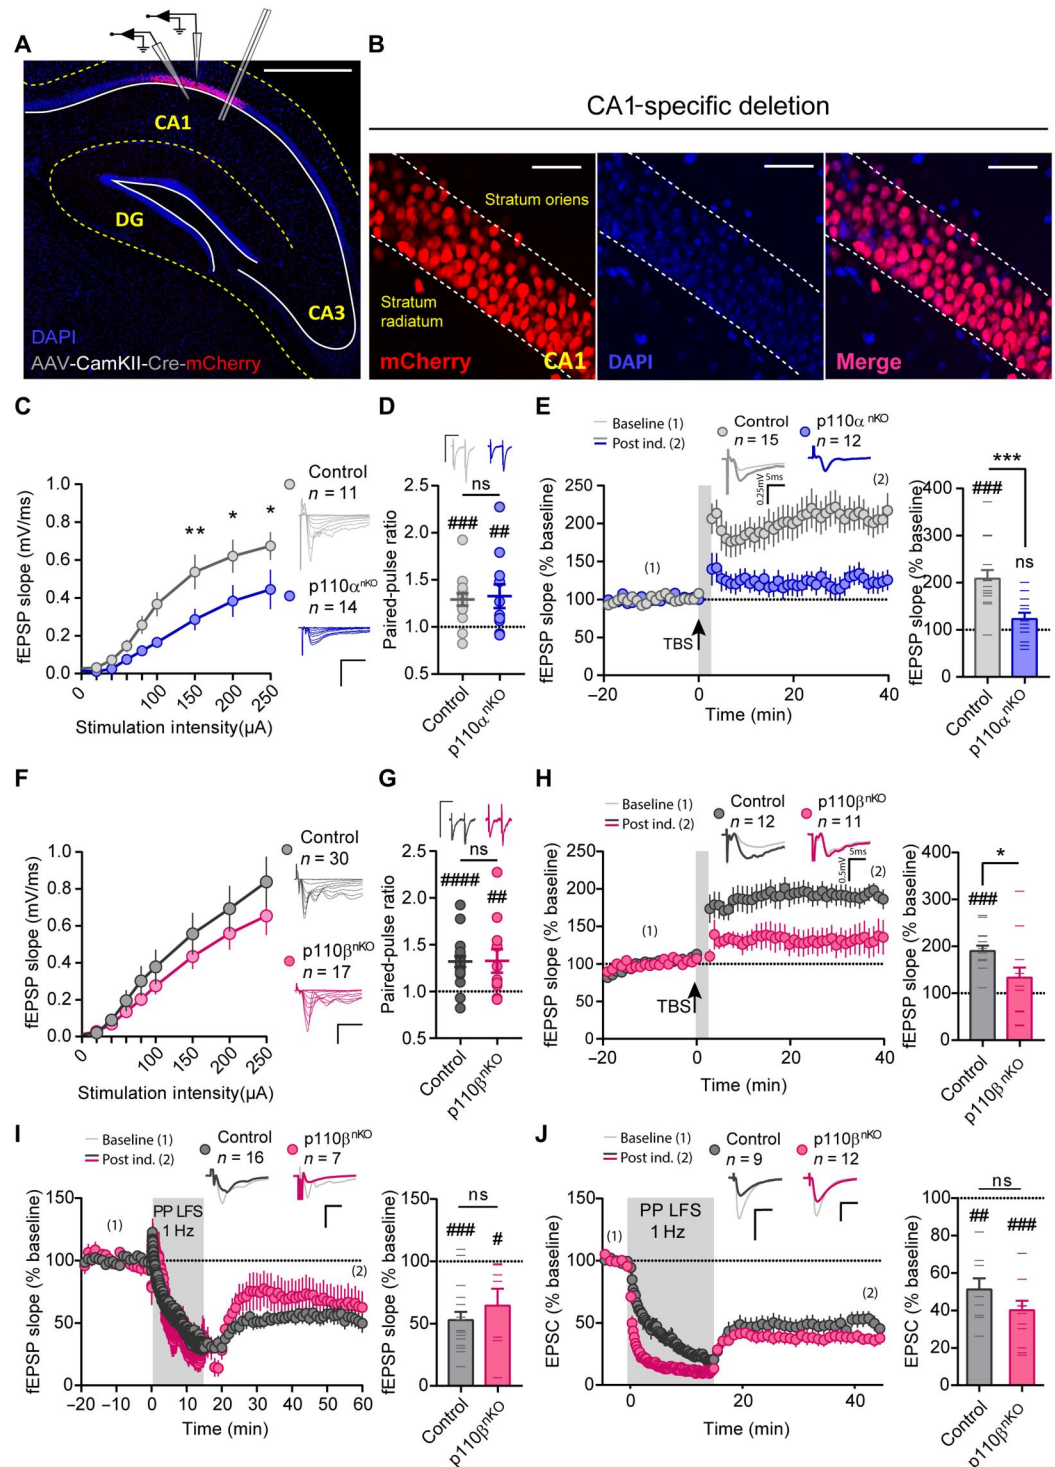 A
B
CA1-specific deletion
CA1
DG
CA3
DAPI
AAV-CamKII-Cre-mCherry
Stratum oriens
Stratum
radiatum
mCherry
CA1
DAPI
Merge
C
Control
n = 11
p110α nKO
n = 14
** * *
fEPSP slope (mV/ms)
1.0
0.8
0.6
0.4
0.2
0.0
0 100 150 200 250
Stimulation intensity(µA)
D
ns
### ##
Paired-pulse ratio
2.5
2.0
1.5
1.0
0.5
Control
p110α nKO
E
Baseline (1)
Post ind. (2)
Control
n = 15
p110α nKO
n = 12
0.25mV
5ms
(1)
(2)
TBS
fEPSP slope (% baseline)
250
200
150
100
50
0
−20 0 20 40
Time (min)
***
###
ns
fEPSP slope (% baseline)
400
300
200
100
0
Control
p110α nKO
F
Control
n = 30
p110β nKO
n = 17
fEPSP slope (mV/ms)
1.0
0.8
0.6
0.4
0.2
0.0
0 100 150 200 250
Stimulation intensity(µA)
G
ns
#### ##
Paired-pulse ratio
2.5
2.0
1.5
1.0
0.5
Control
p110β nKO
H
Baseline (1)
Post ind. (2)
Control
n = 12
p110β nKO
n = 11
0.5mV
5ms
(1)
(2)
TBS
fEPSP slope (% baseline)
250
200
150
100
50
0
−20 0 20 40
Time (min)
*
###
fEPSP slope (% baseline)
400
300
200
100
0
Control
p110β nKO
I
Baseline (1)
Post ind. (2)
Control
n = 16
p110β nKO
n = 7
PP LFS
1 Hz
(1)
(2)
fEPSP slope (% baseline)
150
100
50
0
−20 −10 0 10 20 30 40 50 60
Time (min)
ns
### #
fEPSP slope (% baseline)
150
100
50
0
Control
p110β nKO
J
Baseline (1)
Post ind. (2)
Control
n = 9
p110β nKO
n = 12
PP LFS
1 Hz
(1)
(2)
EPSC (% baseline)
150
100
50
0
0 20 40
Time (min)
ns
## ###
EPSC (% baseline)
100
80
60
40
20
0
Control
p110β nKO